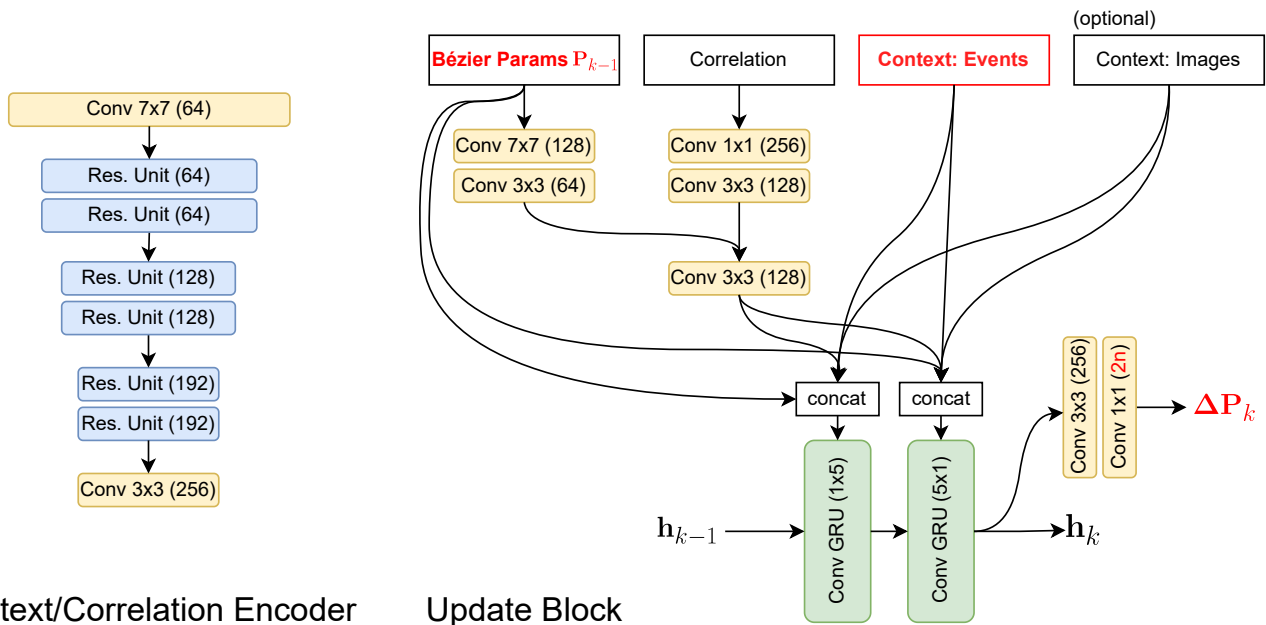 Conv 7x7 (64)
Res. Unit (64)
Res. Unit (64)
Res. Unit (128)
Res. Unit (128)
Res. Unit (192)
Res. Unit (192)
Conv 3x3 (256)
text/Correlation Encoder
(optional)
Bézier Params P_{k−1}
Correlation
Context: Events
Context: Images
Conv 7x7 (128)
Conv 3x3 (64)
Conv 1x1 (256)
Conv 3x3 (128)
Conv 3x3 (128)
concat
concat
Conv GRU (1x5)
Conv GRU (5x1)
Conv 3x3 (256)
Conv 1x1 (2n)
ΔP_k
h_{k−1}
h_k
Update Block